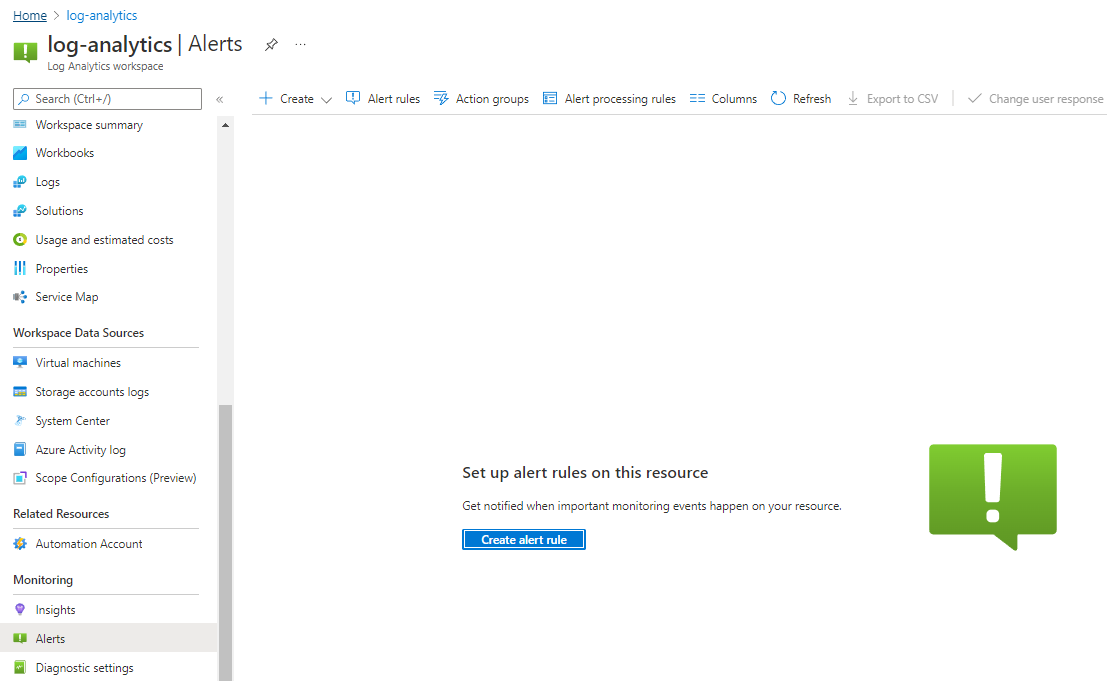 Home > log-analytics
log-analytics | Alerts ...
Log Analytics workspace
Search (Ctrl+/) «
Create Alert rules Action groups Alert processing rules Columns Refresh Export to CSV Change user response
Workspace summary
Workbooks
Logs
Solutions
Usage and estimated costs
Properties
Service Map
Workspace Data Sources
Virtual machines
Storage accounts logs
System Center
Azure Activity log
Scope Configurations (Preview)
Related Resources
Automation Account
Monitoring
Insights
Alerts
Diagnostic settings
Set up alert rules on this resource
Get notified when important monitoring events happen on your resource.
Create alert rule